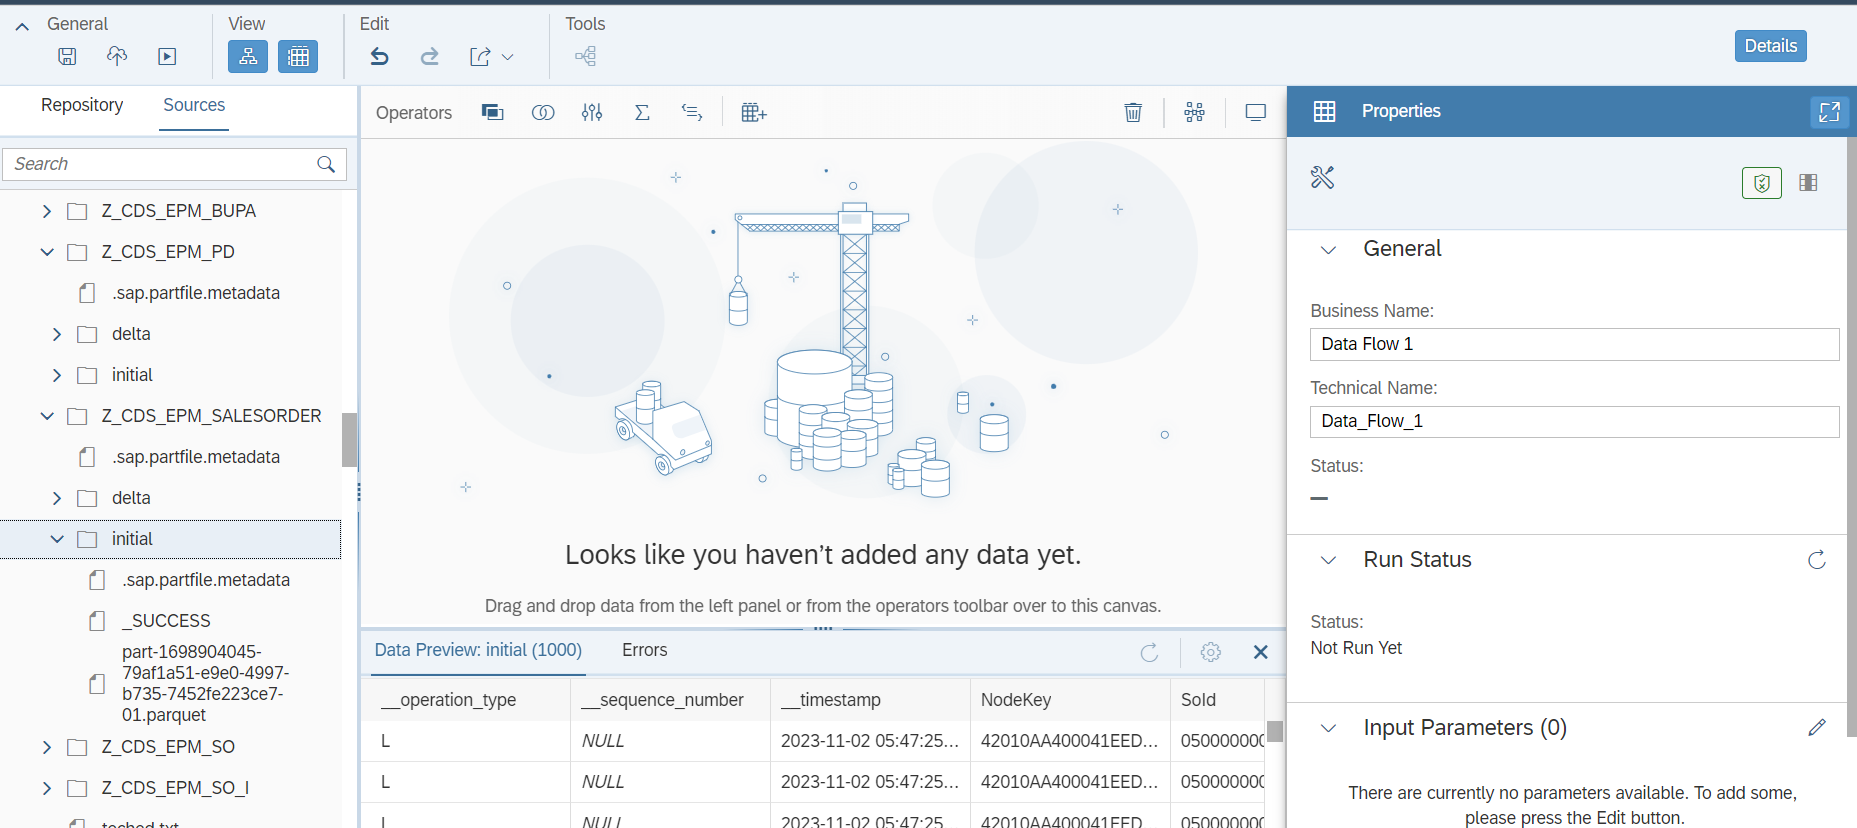 General
View
Edit
Tools
Details
Repository
Sources
Search
Z_CDS_EPM_BUPA
Z_CDS_EPM_PD
.sap.partfile.metadata
delta
initial
Z_CDS_EPM_SALESORDER
.sap.partfile.metadata
delta
initial
.sap.partfile.metadata
_SUCCESS
part-1698904045-
79af1a51-e9e0-4997-
b735-7452fe223ce7-
01.parquet
Z_CDS_EPM_SO
Z_CDS_EPM_SO_I
Operators
Looks like you haven't added any data yet.
Drag and drop data from the left panel or from the operators toolbar over to this canvas.
Data Preview: initial (1000)
Errors
__operation_type __sequence_number __timestamp NodeKey SoId
L NULL 2023-11-02 05:47:25... 42010AA400041EED... 050000000
L NULL 2023-11-02 05:47:25... 42010AA400041EED... 050000000
L NULL 2023-11-02 05:47:25 42010AA400041EED 050000000
Properties
General
Business Name:
Data Flow 1
Technical Name:
Data_Flow_1
Status:
—
Run Status
Status:
Not Run Yet
Input Parameters (0)
There are currently no parameters available. To add some,
please press the Edit button.